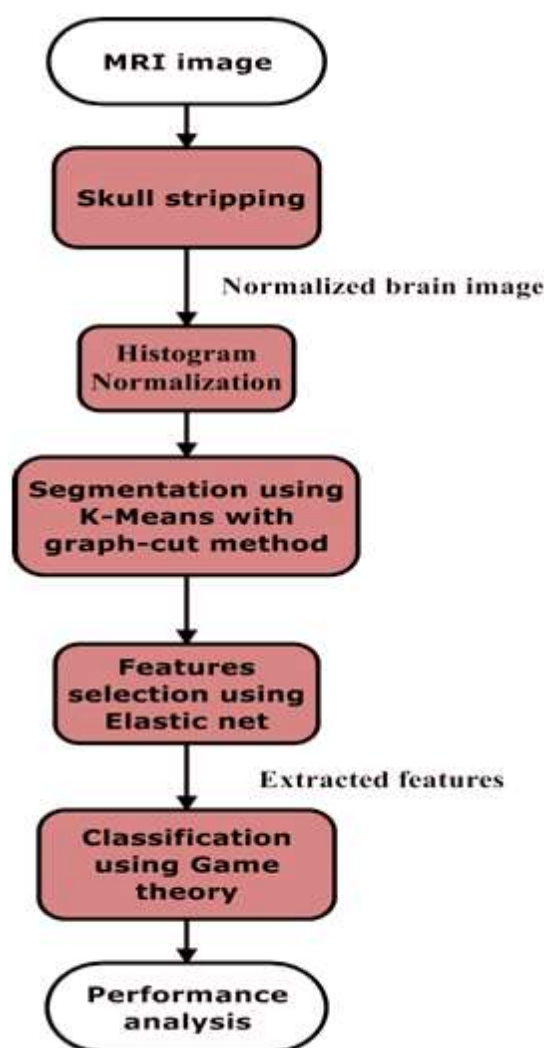 MRI image
Skull stripping
Normalized brain image
Histogram
Normalization
Segmentation using
K-Means with
graph-cut method
Features
selection using
Elastic net
Extracted features
Classification
using Game
theory
Performance
analysis